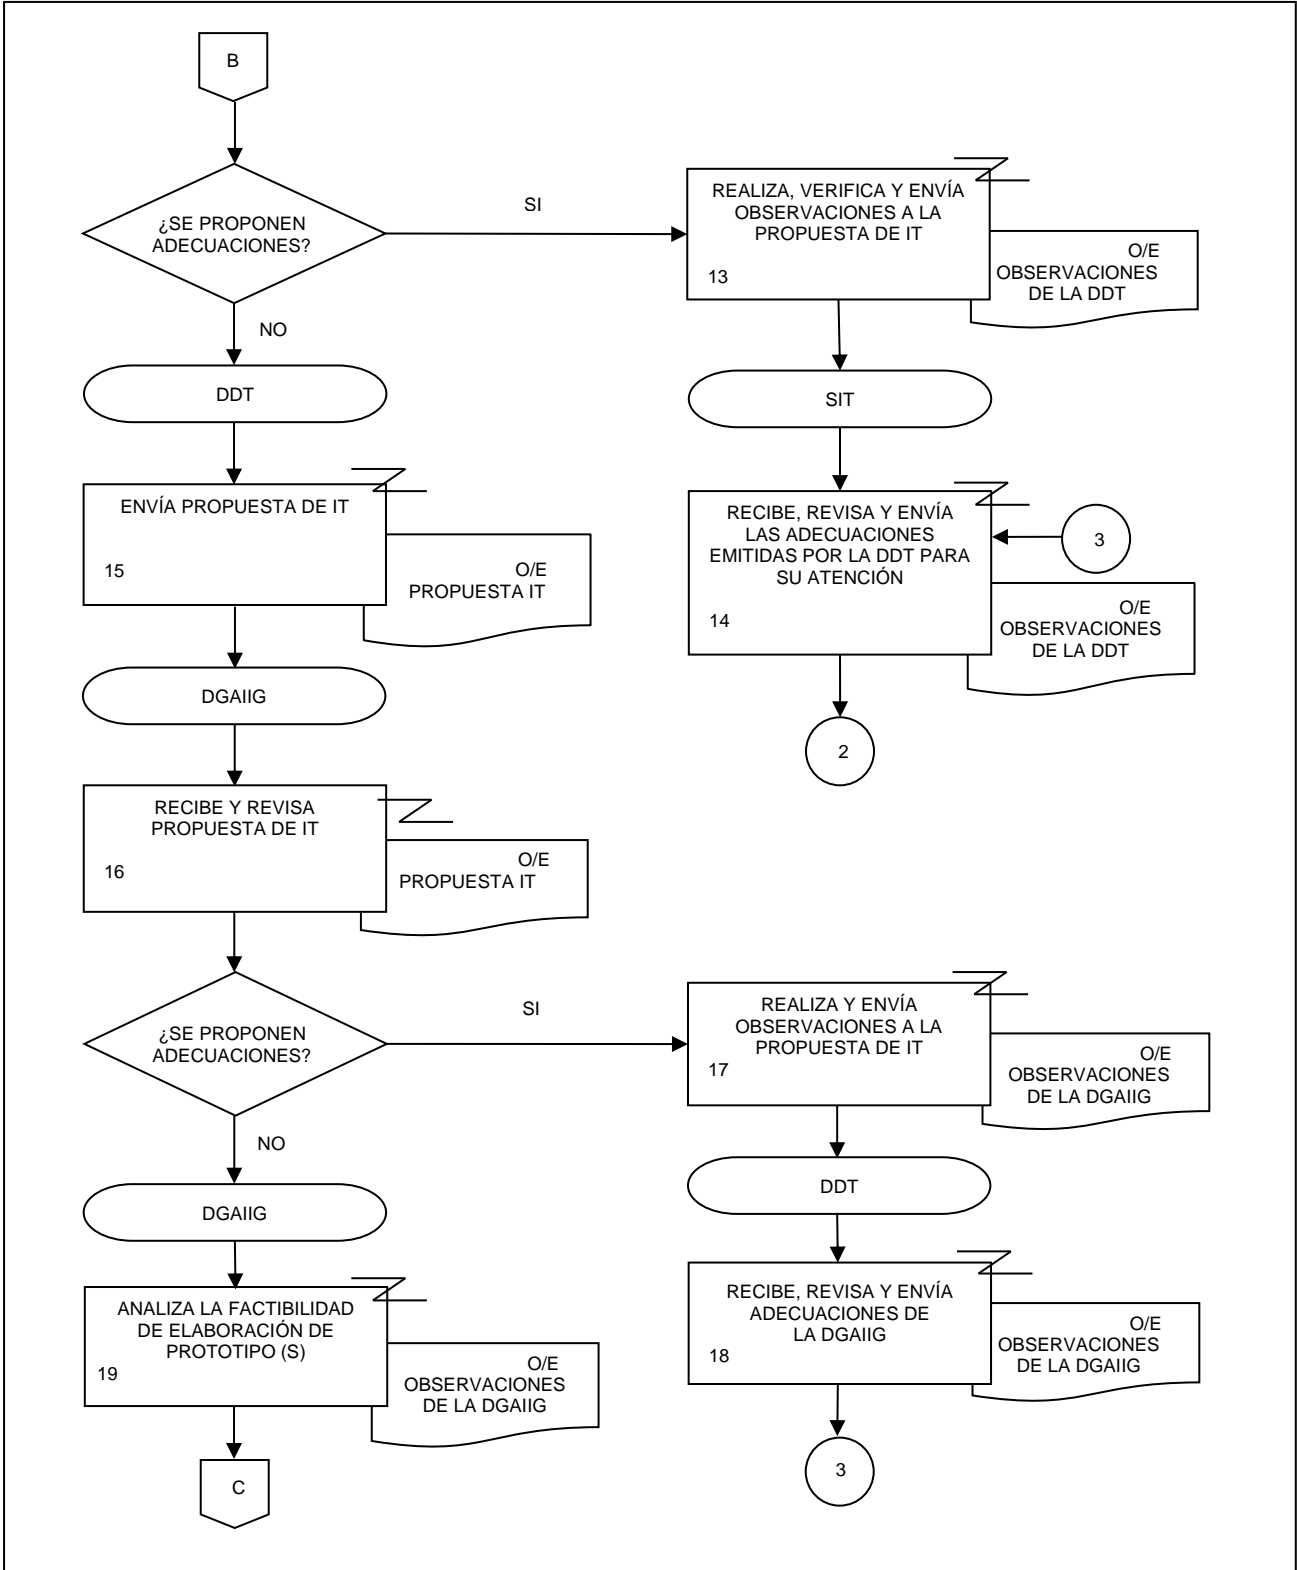 B
¿SE PROPONEN
ADECUACIONES?
SI
NO
REALIZA, VERIFICA Y ENVÍA
OBSERVACIONES A LA
PROPUESTA DE IT
13
O/E
OBSERVACIONES
DE LA DDT
DDT
SIT
ENVÍA PROPUESTA DE IT
15
O/E
PROPUESTA IT
RECIBE, REVISA Y ENVÍA
LAS ADECUACIONES
EMITIDAS POR LA DDT PARA
SU ATENCIÓN
14
3
O/E
OBSERVACIONES
DE LA DDT
DGAIIG
2
RECIBE Y REVISA
PROPUESTA DE IT
16
O/E
PROPUESTA IT
¿SE PROPONEN
ADECUACIONES?
SI
NO
REALIZA Y ENVÍA
OBSERVACIONES A LA
PROPUESTA DE IT
17
O/E
OBSERVACIONES
DE LA DGAIIG
DGAIIG
DDT
ANALIZA LA FACTIBILIDAD
DE ELABORACIÓN DE
PROTOTIPO (S)
19
O/E
OBSERVACIONES
DE LA DGAIIG
RECIBE, REVISA Y ENVÍA
ADECUACIONES DE
LA DGAIIG
18
O/E
OBSERVACIONES
DE LA DGAIIG
C
3